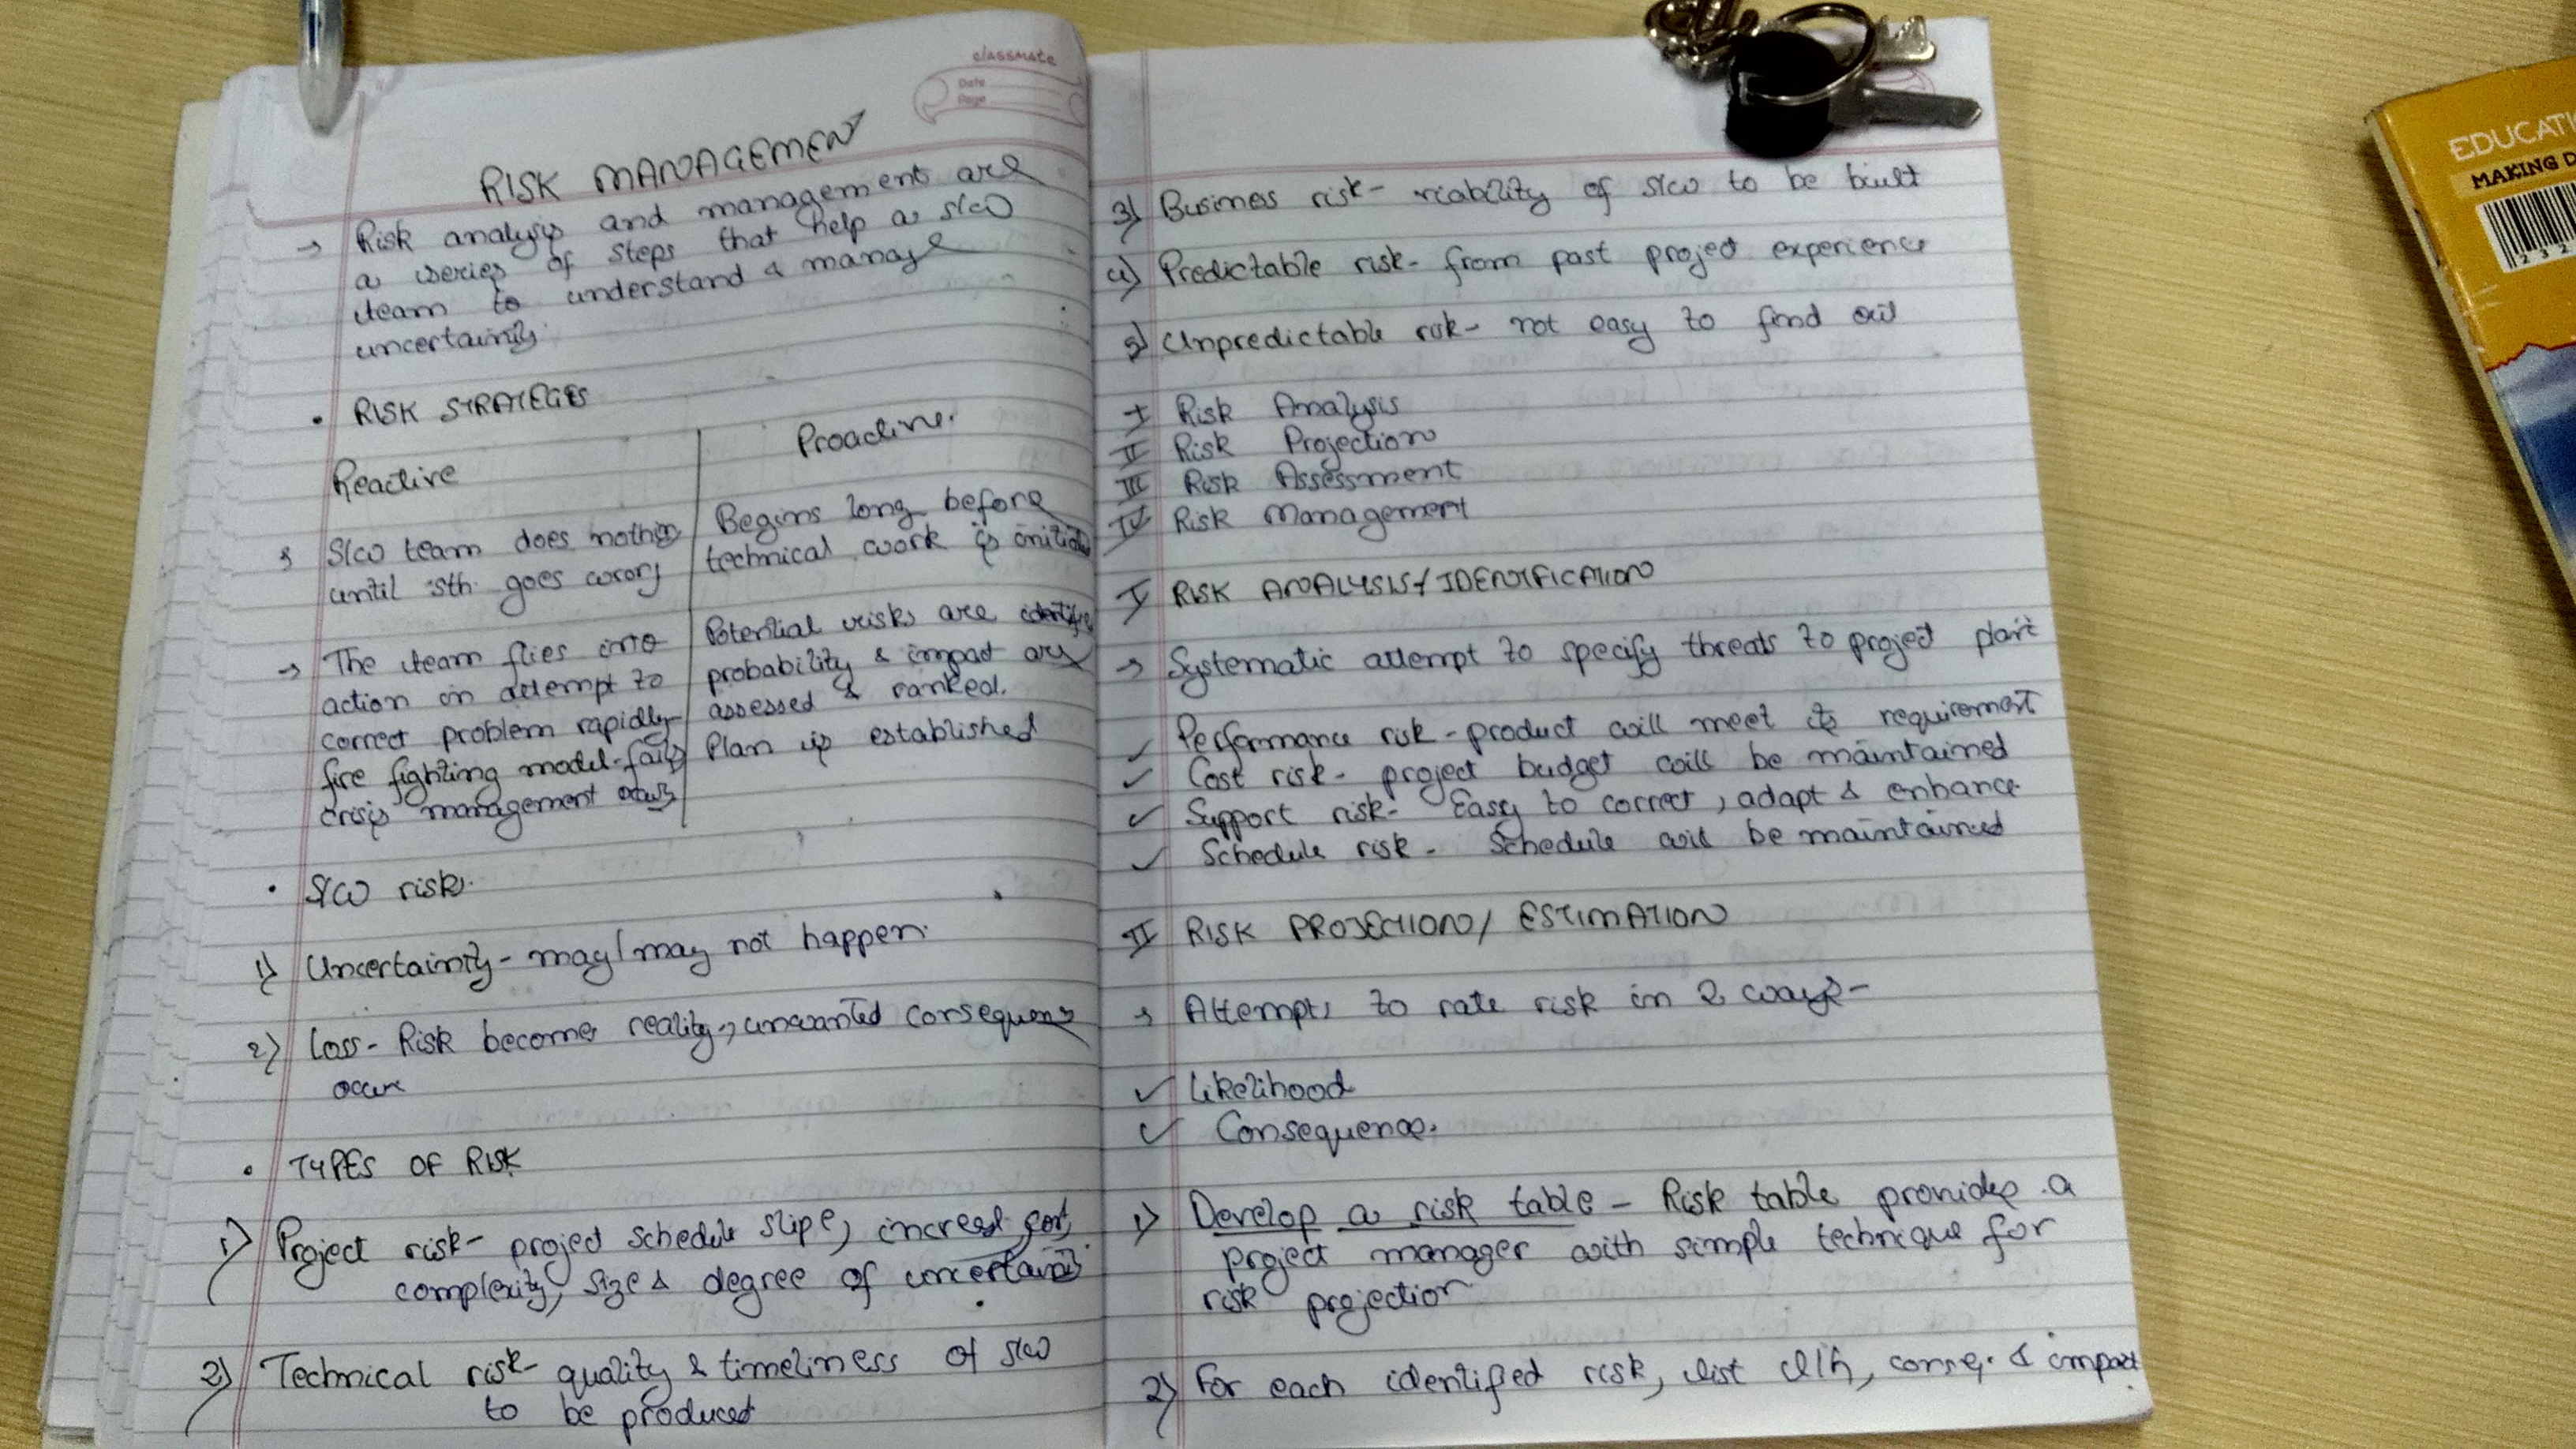 classmate
Date
Page
RISK MANAGEMENT
→ Risk analysis and management are
a series of steps that help a s/w
team to understand & manage
uncertainity.
• RISK STRATEGIES
Reactive
→ S/w team does nothing
until sth. goes wrong
→ The team flies into
action in attempt to
correct problem rapidly
fire fighting model-fails
crisis management occurs
Proactive.
Begins long before
technical work is initiated
Potential risks are identified
probability & impact are
assessed & ranked.
Plan is established
• S/w risks.
1) Uncertainity - may/may not happen.
2) Loss - Risk becomes reality, unwanted consequences
occur
• TYPES OF RISK
1) Project risk - project schedule slips, increased cost,
complexity, size & degree of uncertainity.
2) Technical risk - quality & timeliness of s/w
to be produced
3) Business risk - viability of s/w to be built
4) Predictable risk - from past project experience
5) Unpredictable risk - not easy to find out
I Risk Analysis
II Risk Projection
III Risk Assessment
IV Risk Management
I RISK ANALYSIS / IDENTIFICATION
→ Systematic attempt to specify threats to project plan
✓ Performance risk - product will meet its requirement
✓ Cost risk - project budget will be maintained
✓ Support risk - Easy to correct, adapt & enhance
✓ Schedule risk - Schedule will be maintained
II RISK PROJECTION / ESTIMATION
→ Attempts to rate risk in 2 ways -
✓ Likelihood
✓ Consequence.
1) Develop a risk table - Risk table provides a
project manager with simple technique for
risk projection
2) For each identified risk, list conseq. & impact
EDUCATI
MAKING D
2 3 2